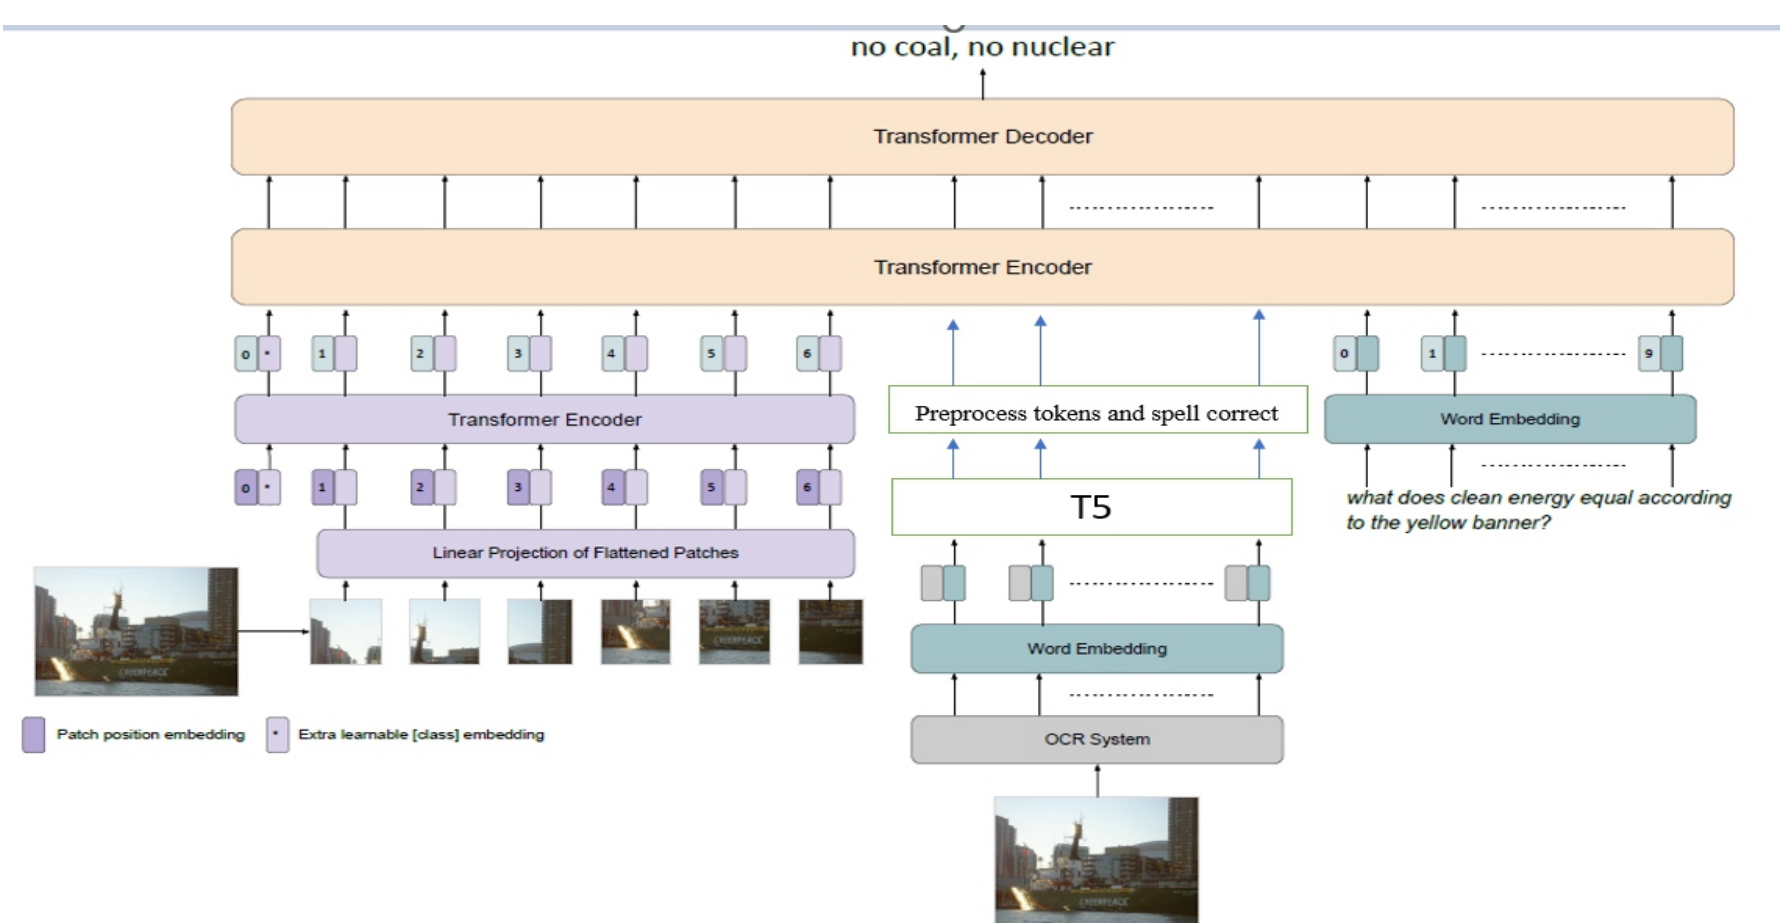 no coal, no nuclear
Transformer Decoder
Transformer Encoder
0 * 1 2 3 4 5 6
0 1 9
Transformer Encoder
Preprocess tokens and spell correct
Word Embedding
0 * 1 2 3 4 5 6
T5
what does clean energy equal according
to the yellow banner?
Linear Projection of Flattened Patches
GREENPEACE
GREENPEACE
Word Embedding
Patch position embedding
* Extra learnable [class] embedding
OCR System
GREENPEACE